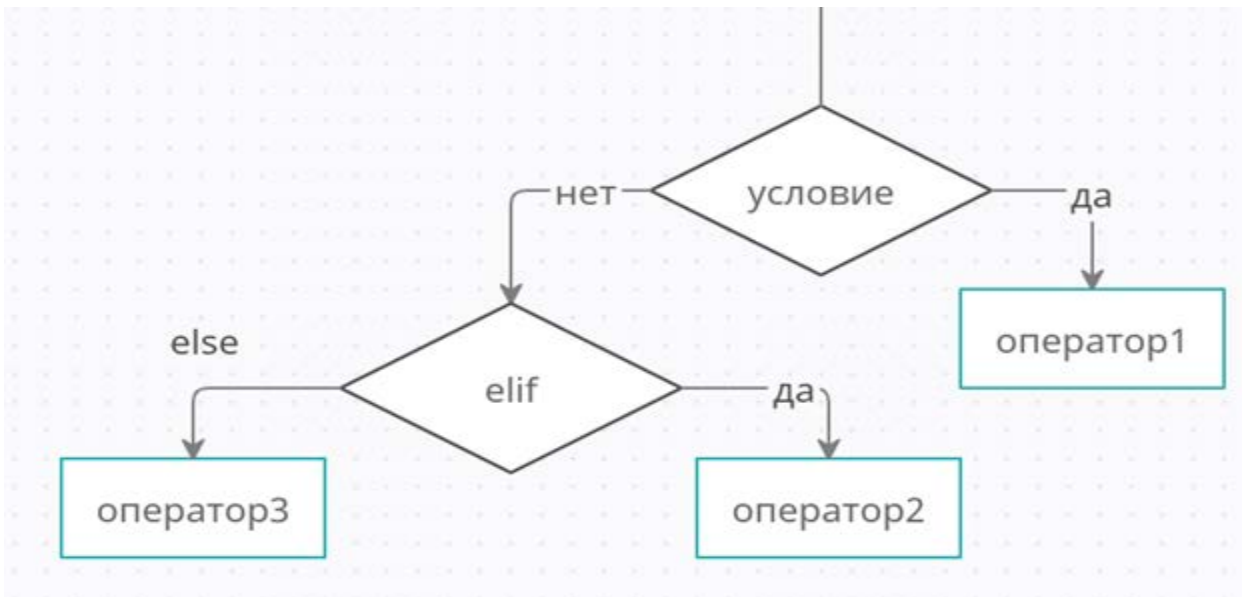 нет
условие
да
else
оператор1
elif
да
оператор3
оператор2